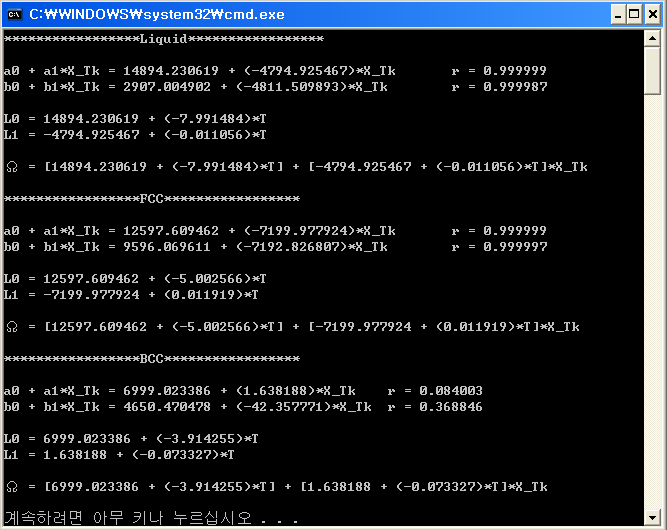 C:₩WINDOWS₩system32₩cmd.exe
*****************Liquid*****************
a0 + a1*X_Tk = 14894.230619 + (-4794.925467)*X_Tk r = 0.999999
b0 + b1*X_Tk = 2907.004902 + (-4811.509893)*X_Tk r = 0.999987
L0 = 14894.230619 + (-7.991484)*T
L1 = -4794.925467 + (-0.011056)*T
Ω = [14894.230619 + (-7.991484)*T] + [-4794.925467 + (-0.011056)*T]*X_Tk
*****************FCC*****************
a0 + a1*X_Tk = 12597.609462 + (-7199.977924)*X_Tk r = 0.999999
b0 + b1*X_Tk = 9596.069611 + (-7192.826807)*X_Tk r = 0.999997
L0 = 12597.609462 + (-5.002566)*T
L1 = -7199.977924 + (0.011919)*T
Ω = [12597.609462 + (-5.002566)*T] + [-7199.977924 + (0.011919)*T]*X_Tk
*****************BCC*****************
a0 + a1*X_Tk = 6999.023386 + (1.638188)*X_Tk r = 0.084003
b0 + b1*X_Tk = 4650.470478 + (-42.357771)*X_Tk r = 0.368846
L0 = 6999.023386 + (-3.914255)*T
L1 = 1.638188 + (-0.073327)*T
Ω = [6999.023386 + (-3.914255)*T] + [1.638188 + (-0.073327)*T]*X_Tk
계속하려면 아무 키나 누르십시오 . . .